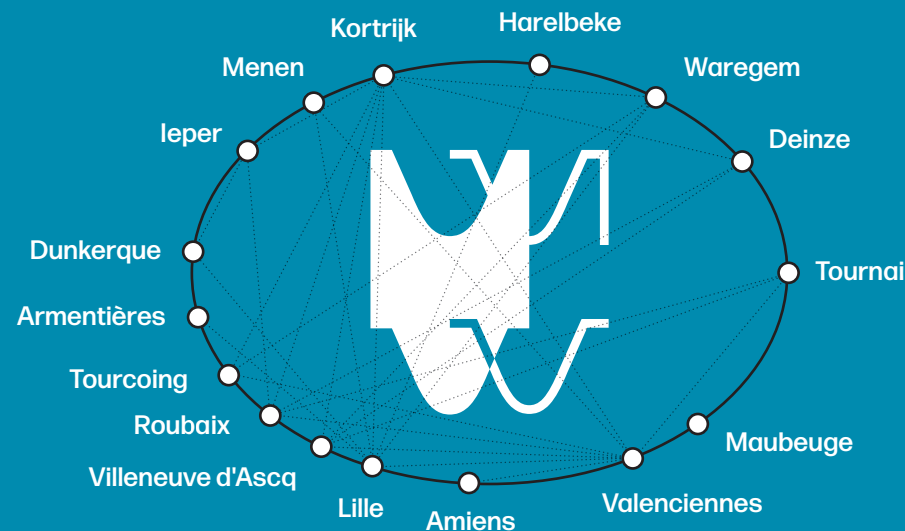 Kortrijk
Harelbeke
Menen
Waregem
Ieper
Deinze
Dunkerque
Tournai
Armentières
Tourcoing
Roubaix
Maubeuge
Villeneuve d'Ascq
Lille
Valenciennes
Amiens